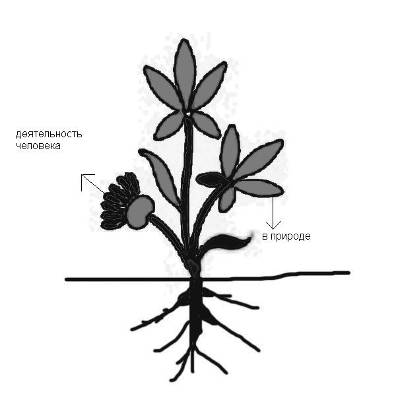 деятельность
человека
в природе